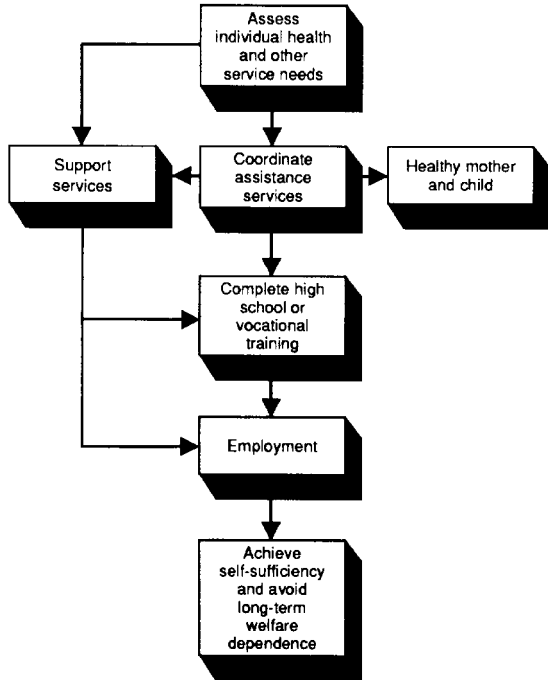 Assess
individual health
and other
service needs
Support
services
Coordinate
assistance
services
Healthy mother
and child
Complete high
school or
vocational
training
Employment
Achieve
self-sufficiency
and avoid
long-term
welfare
dependence